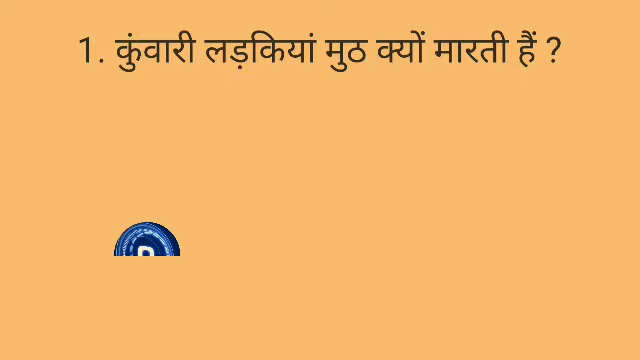 1. कुंवारी लड़कियां मुठ क्यों मारती हैं ?